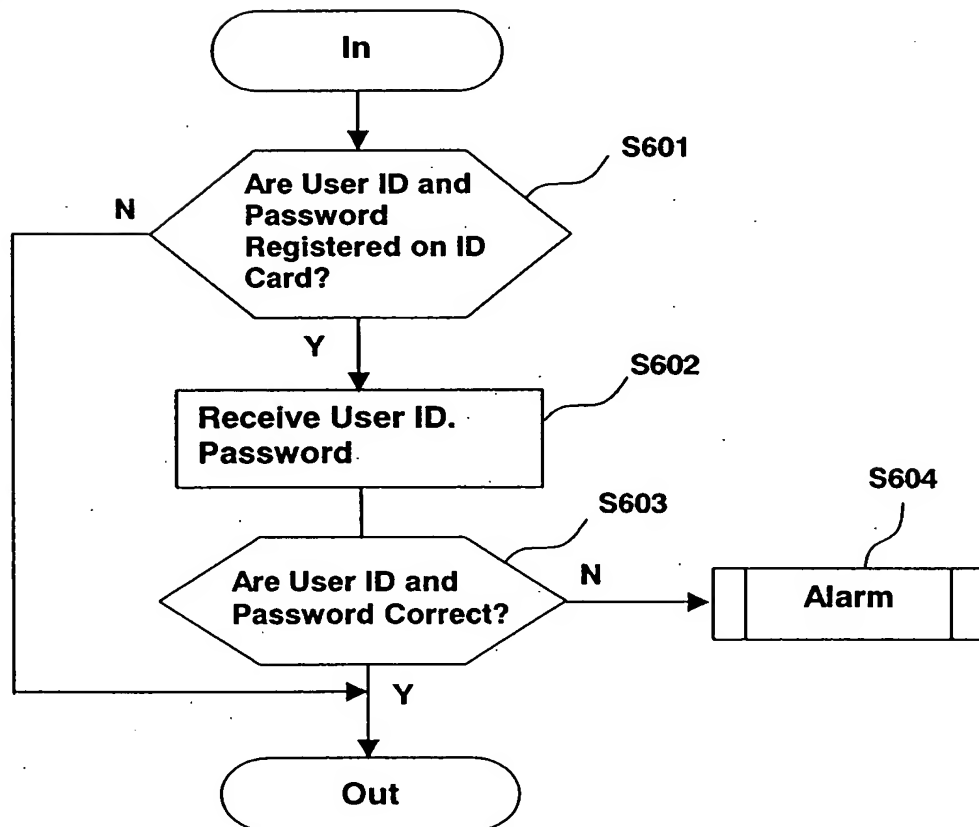 In
S601
Are User ID and
Password
Registered on ID
Card?
N
Y
S602
Receive User ID.
Password
S603
S604
Are User ID and
Password Correct?
N
Alarm
Y
Out